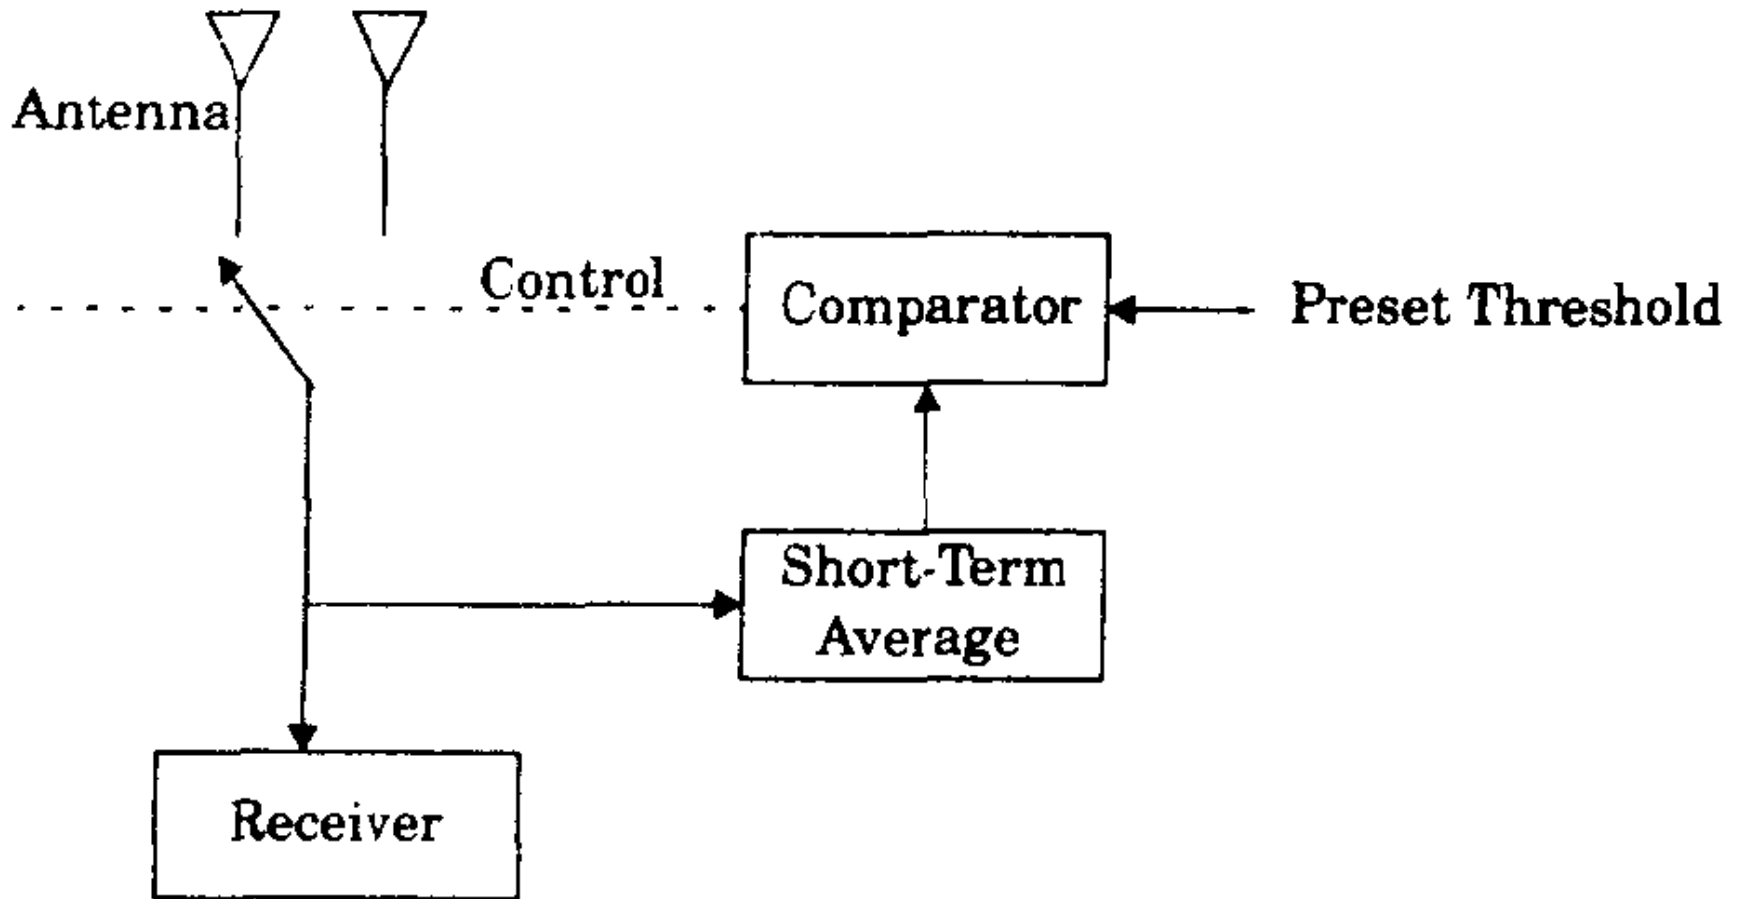 Antenna
Control
Comparator
Preset Threshold
Short-Term
Average
Receiver